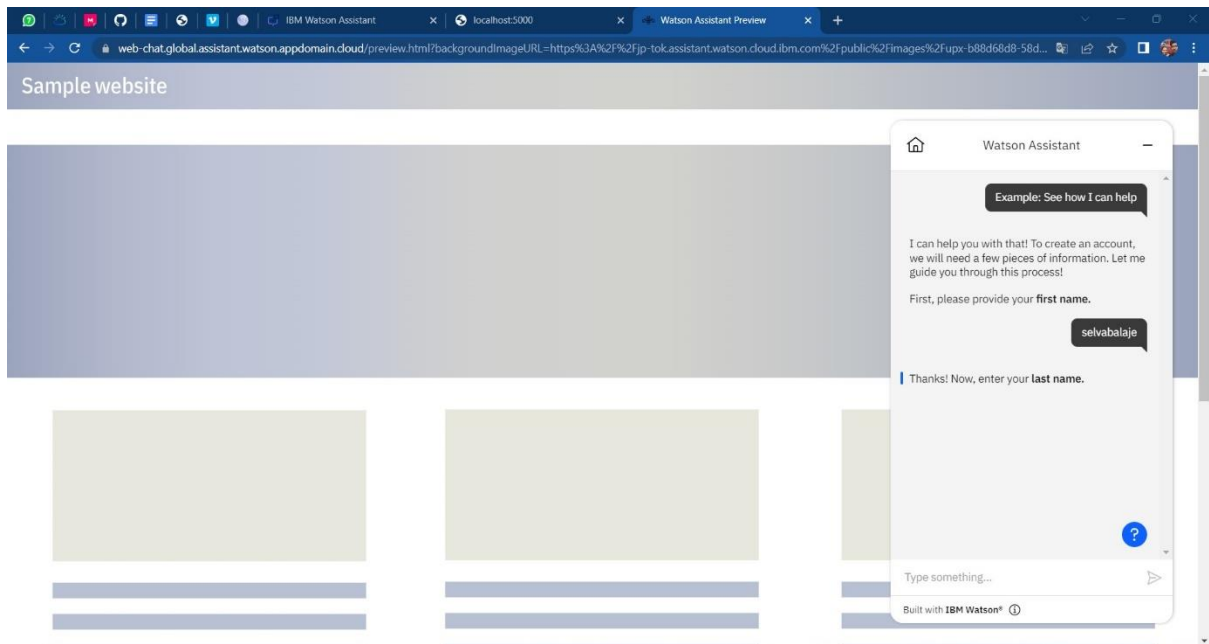 IBM Watson Assistant
localhost:5000
Watson Assistant Preview
web-chat.global.assistant.watson.appdomain.cloud/preview.html?backgroundImageURL=https%3A%2F%2Fjp-tok.assistant.watson.cloud.ibm.com%2Fpublic%2Fimages%2Fupx-b88d68d8-58d...
Sample website
Watson Assistant
Example: See how I can help
I can help you with that! To create an account,
we will need a few pieces of information. Let me
guide you through this process!
First, please provide your first name.
selvabalaje
Thanks! Now, enter your last name.
?
Type something...
Built with IBM Watson®